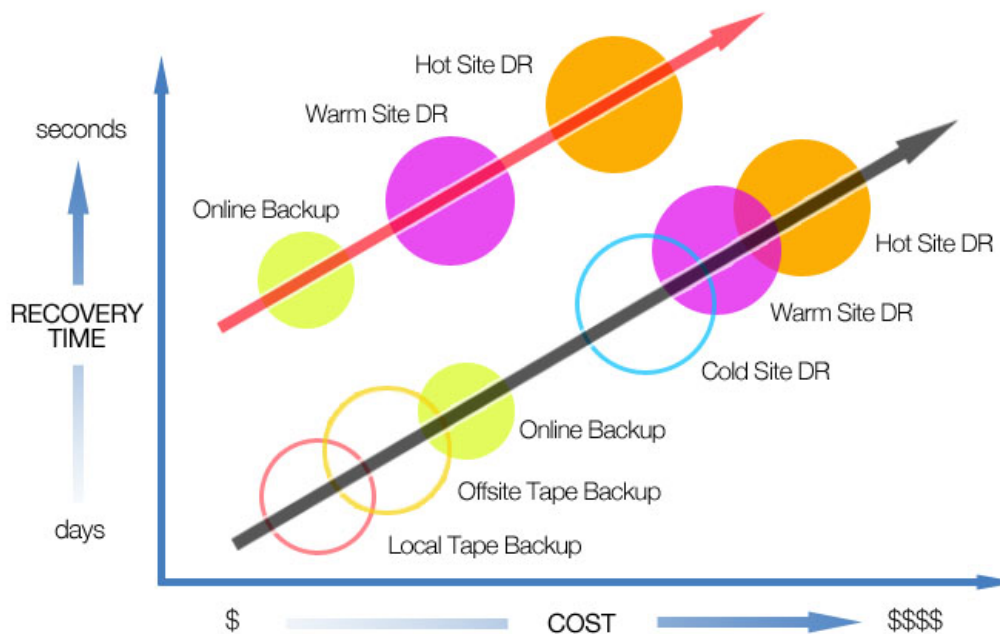 Hot Site DR
Warm Site DR
seconds
Online Backup
Hot Site DR
RECOVERY
TIME
Warm Site DR
Cold Site DR
Online Backup
Offsite Tape Backup
days
Local Tape Backup
$ COST $$$$